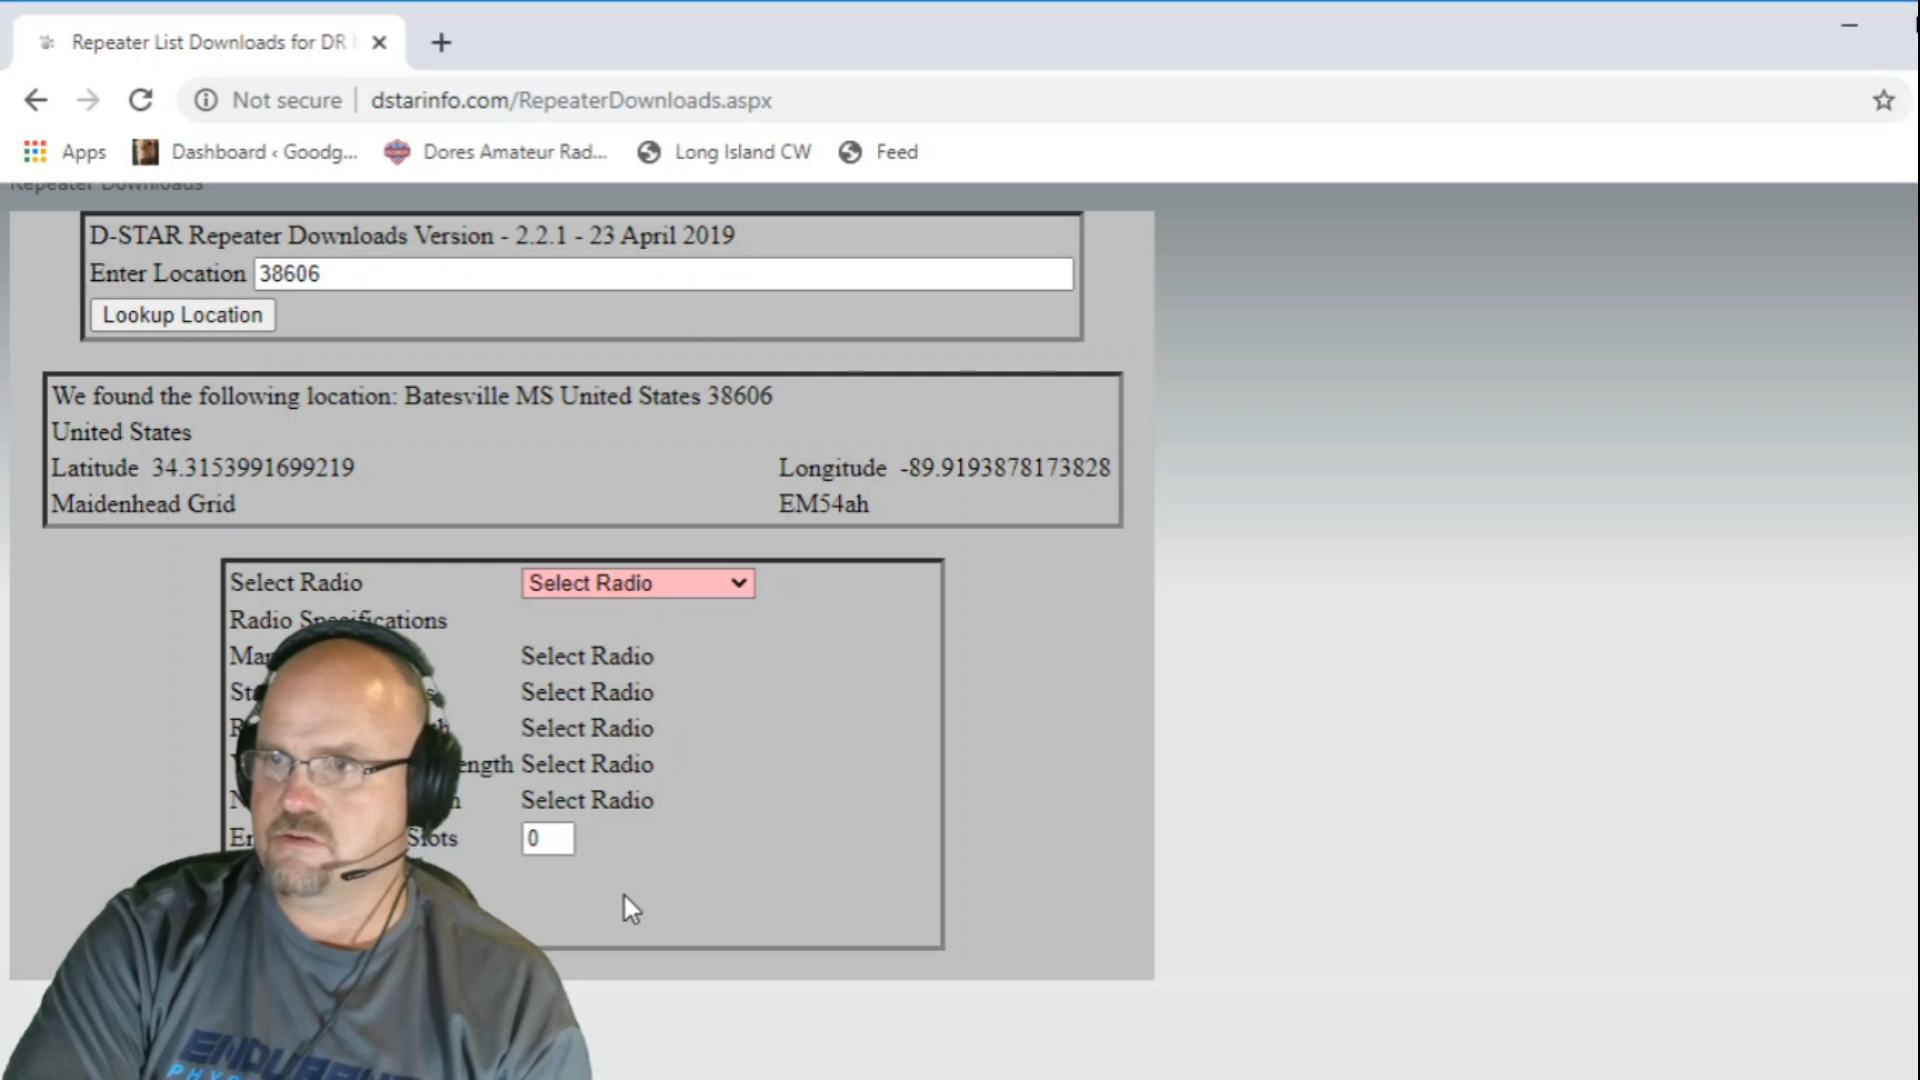 Repeater List Downloads for DR
Not secure
dstarinfo.com/RepeaterDownloads.aspx
Apps
Dashboard ‹ Goodg...
Dores Amateur Rad...
Long Island CW
Feed
Repeater Downloads
D-STAR Repeater Downloads Version - 2.2.1 - 23 April 2019
Enter Location 38606
Lookup Location
We found the following location: Batesville MS United States 38606
United States
Latitude 34.3153991699219 Longitude -89.9193878173828
Maidenhead Grid EM54ah
Select Radio Select Radio
Radio Specifications
Select Radio
Select Radio
Select Radio
Select Radio
Select Radio
Slots 0